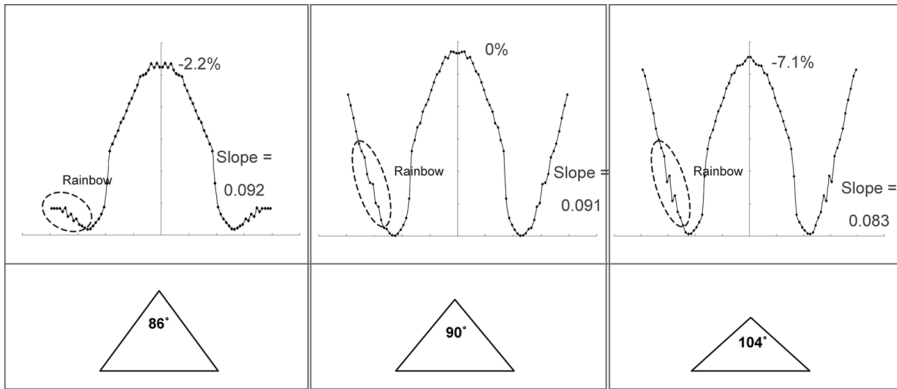 -2.2%
Slope =
Rainbow
0.092
0%
Rainbow
Slope =
0.091
-7.1%
Rainbow
Slope =
0.083
86˚
90˚
104˚